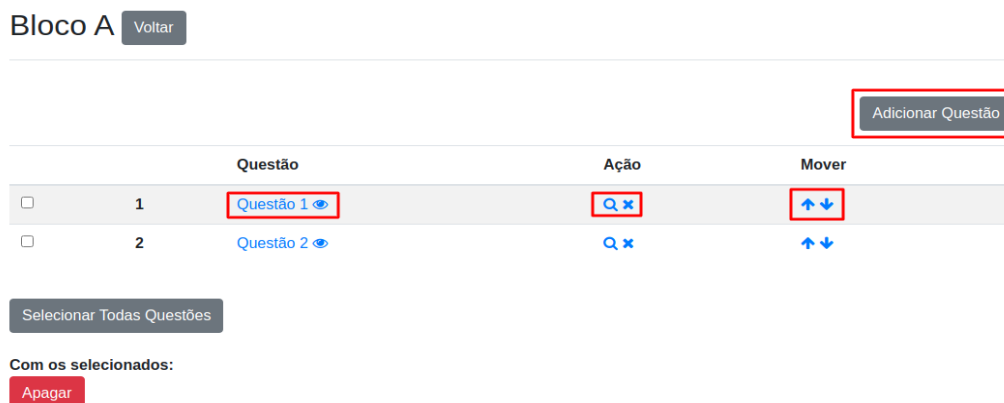 Bloco A Voltar
Adicionar Questão
Questão Ação Mover
1 Questão 1
2 Questão 2
Selecionar Todas Questões
Com os selecionados:
Apagar